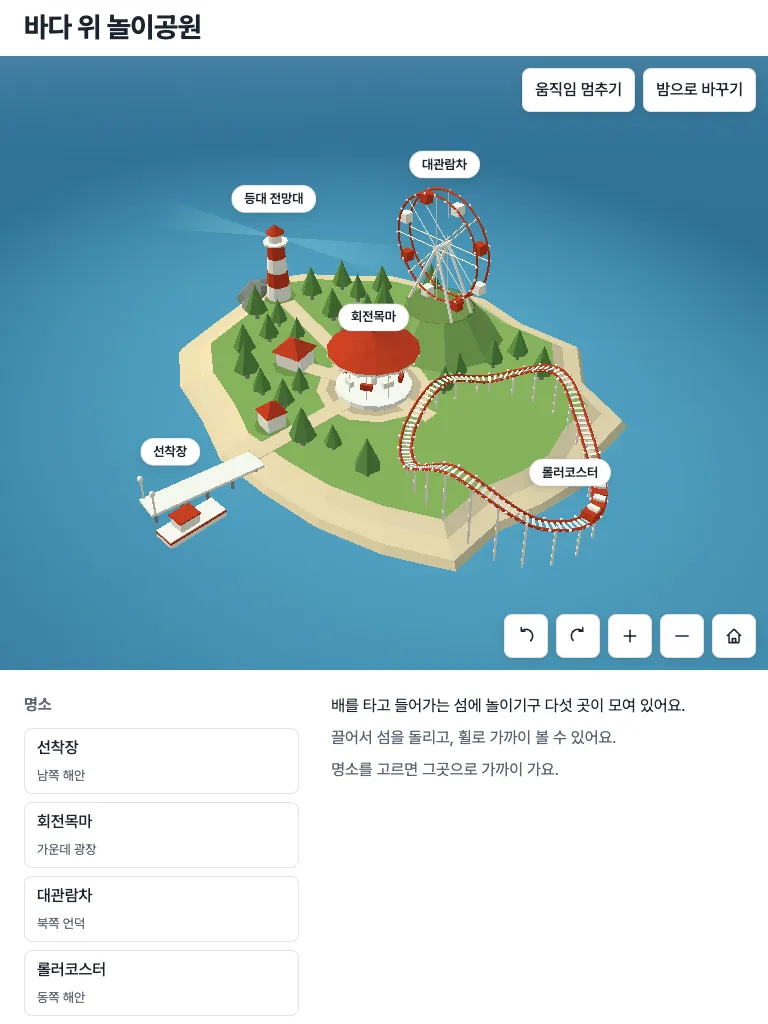 바다 위 놀이공원
움직임 멈추기
밤으로 바꾸기
대관람차
등대 전망대
회전목마
선착장
롤러코스터
명소
선착장
남쪽 해안
회전목마
가운데 광장
대관람차
북쪽 언덕
롤러코스터
동쪽 해안
배를 타고 들어가는 섬에 놀이기구 다섯 곳이 모여 있어요.
끌어서 섬을 돌리고, 휠로 가까이 볼 수 있어요.
명소를 고르면 그곳으로 가까이 가요.